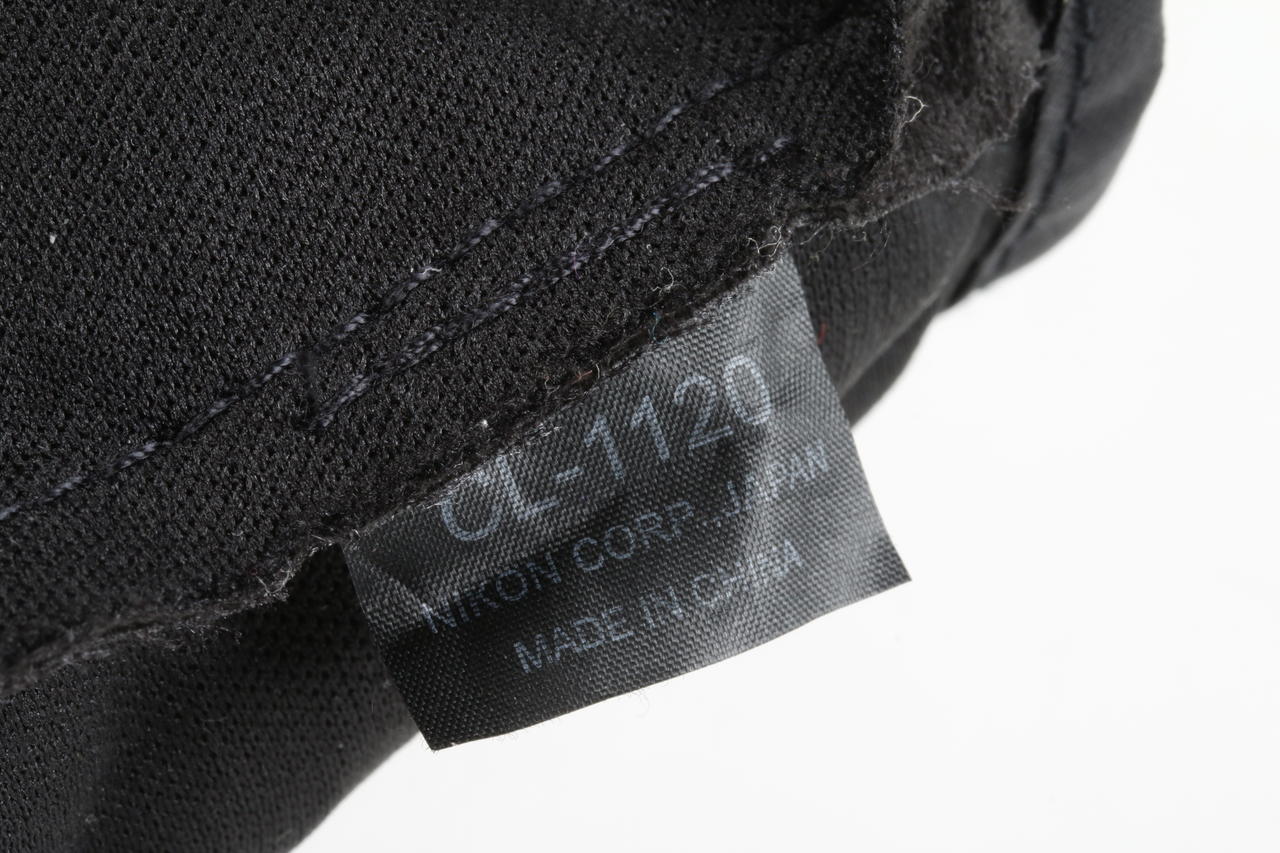 CL-1120
NIKON CORP., JAPAN
MADE IN CHINA